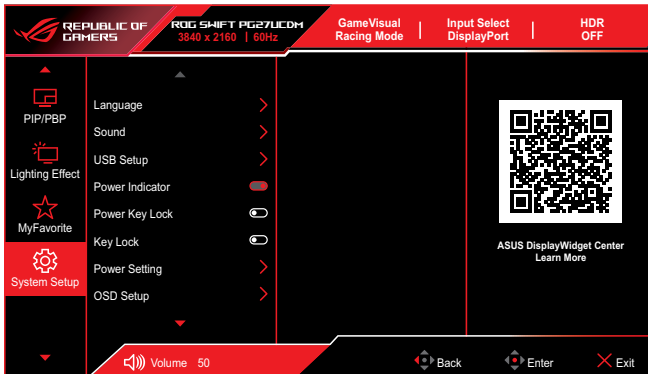 REPUBLIC OF
GAMERS
ROG SWIFT PG27UCDM
3840 x 2160 | 60Hz
GameVisual
Racing Mode
Input Select
DisplayPort
HDR
OFF
PIP/PBP
Lighting Effect
MyFavorite
System Setup
Language
Sound
USB Setup
Power Indicator
Power Key Lock
Key Lock
Power Setting
OSD Setup
ASUS DisplayWidget Center
Learn More
Volume 50
Back
Enter
Exit